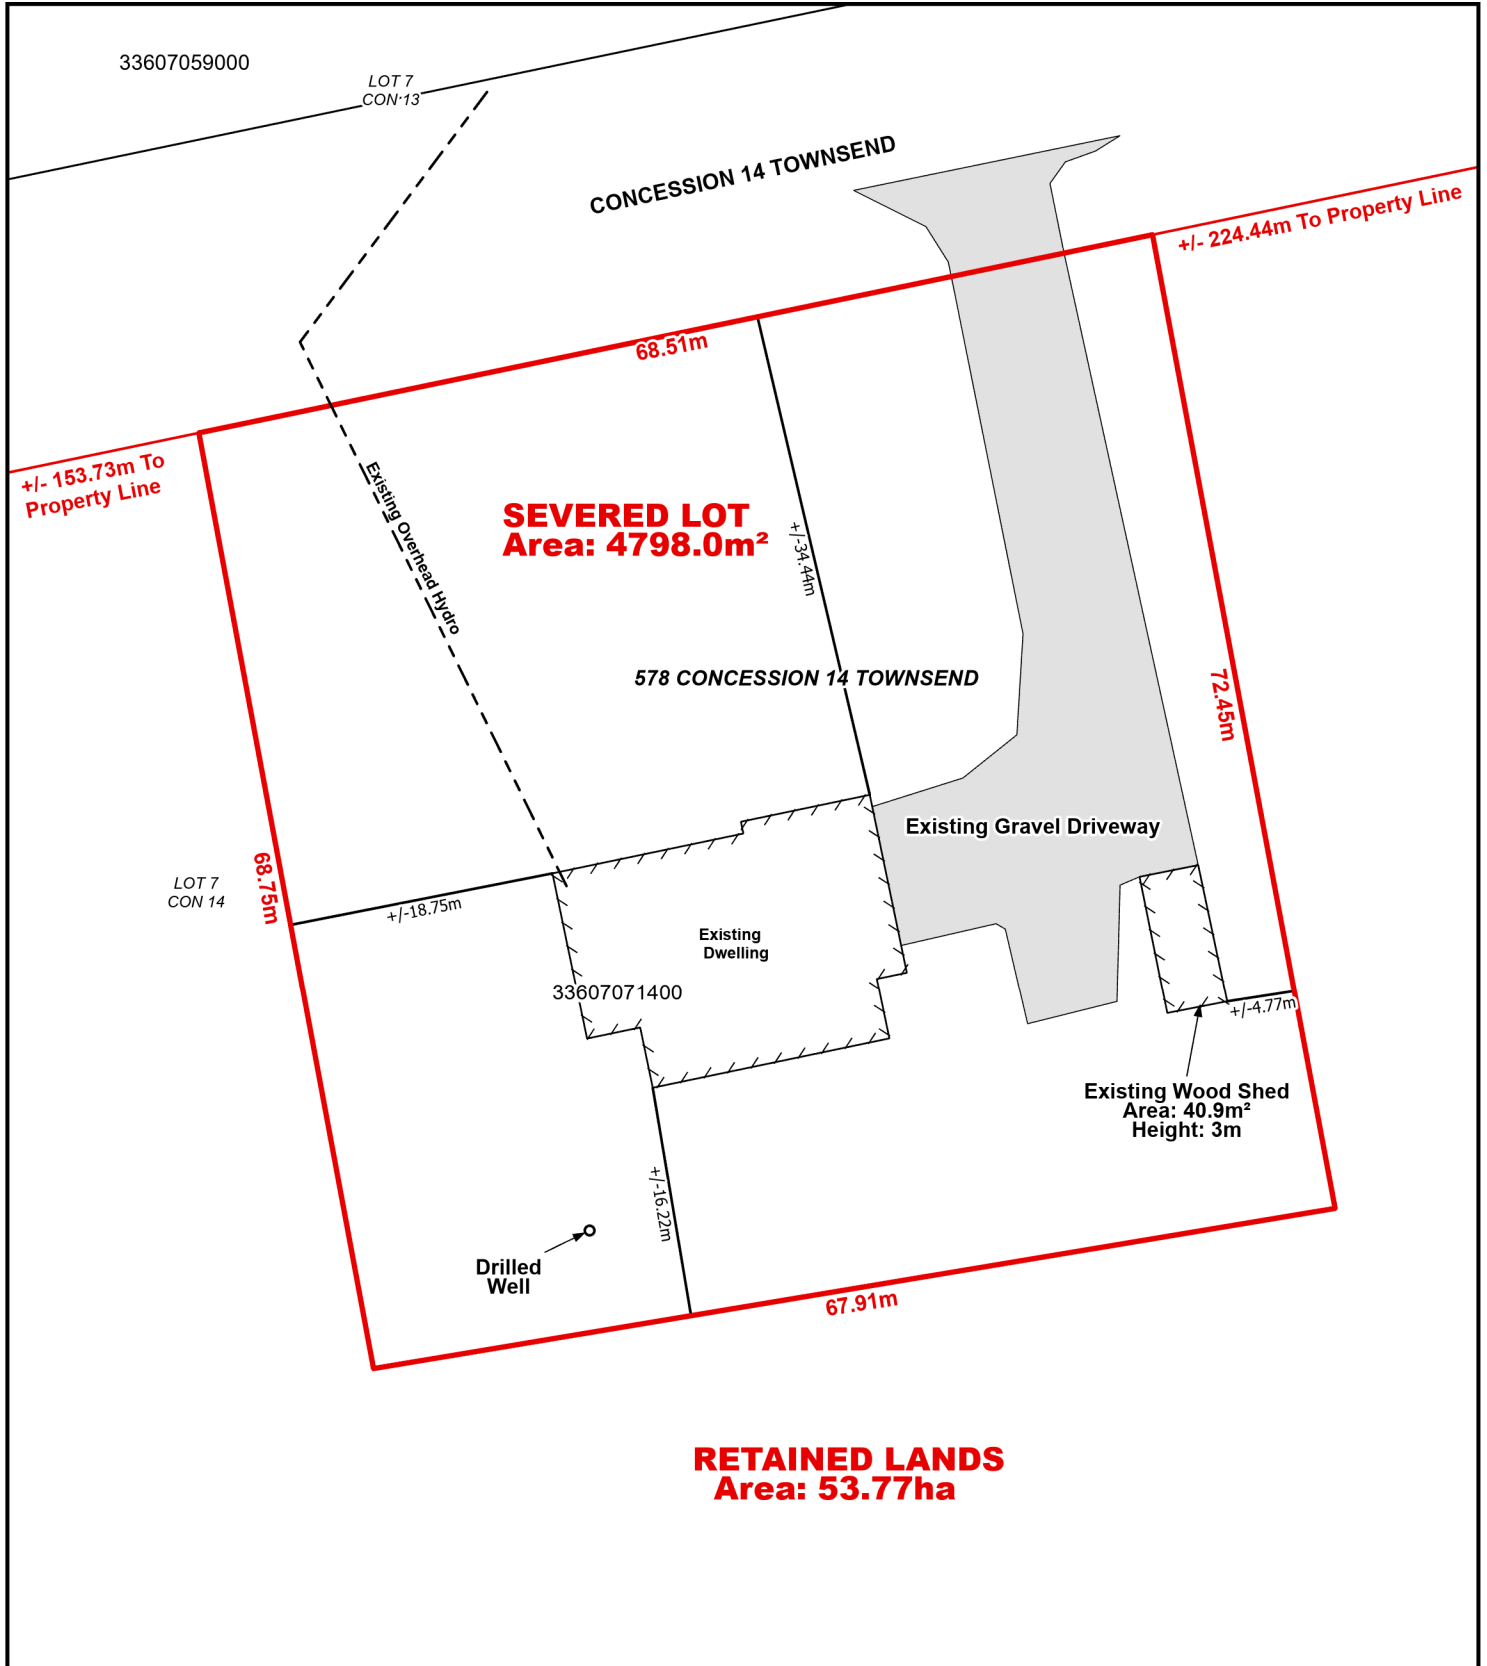 33607059000
LOT 7
CON 13
CONCESSION 14 TOWNSEND
+/- 224.44m To Property Line
68.51m
+/- 153.73m To
Property Line
Existing Overhead Hydro
SEVERED LOT
Area: 4798.0m²
+/-34.44m
578 CONCESSION 14 TOWNSEND
72.45m
Existing Gravel Driveway
68.75m
LOT 7
CON 14
+/-18.75m
Existing
Dwelling
33607071400
+/-4.77m
Existing Wood Shed
Area: 40.9m²
Height: 3m
+/-16.22m
Drilled
Well
67.91m
RETAINED LANDS
Area: 53.77ha